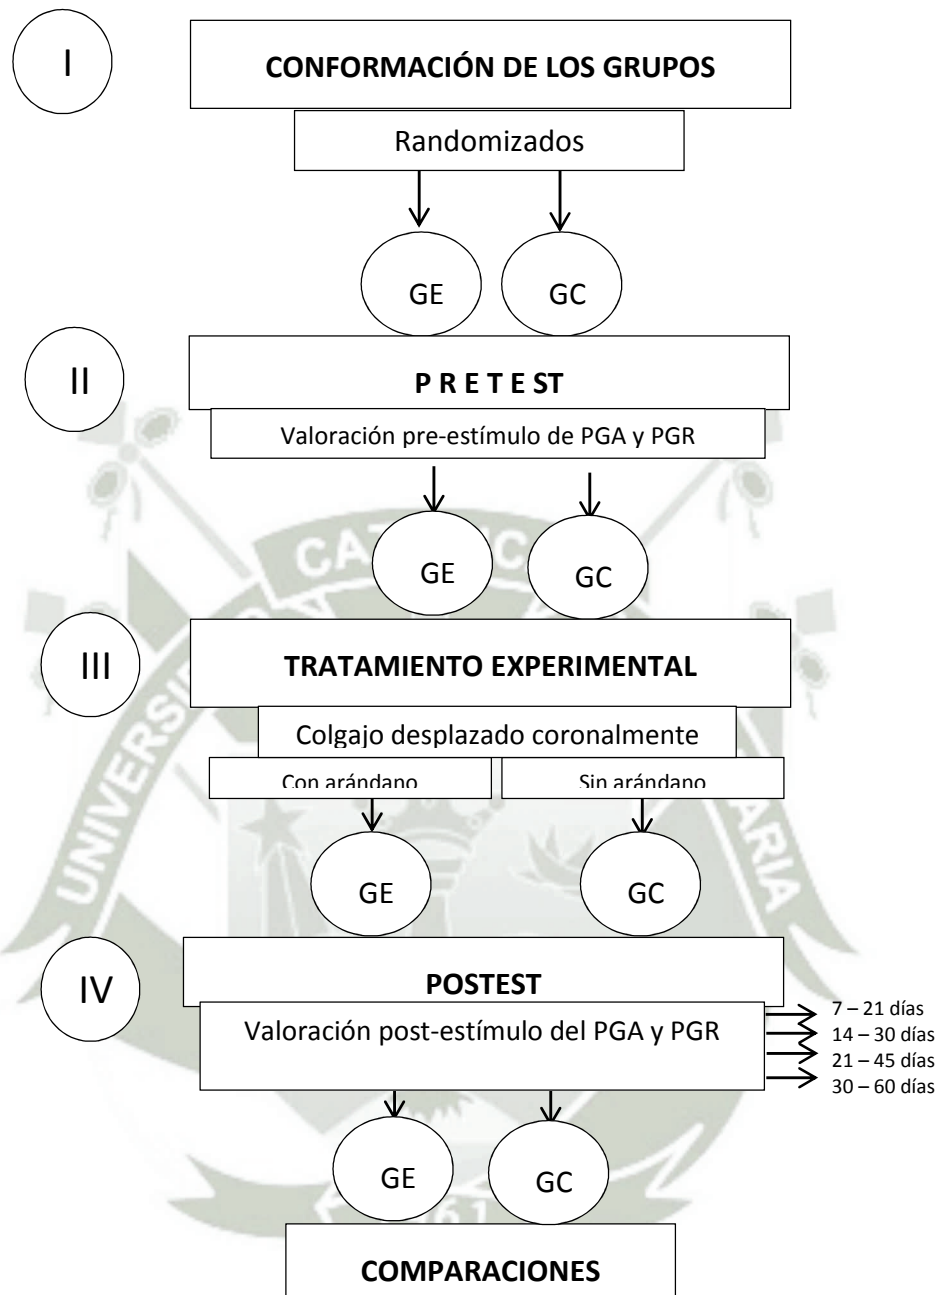 I
CONFORMACIÓN DE LOS GRUPOS
Randomizados
GE GC
II
P R E T E ST
Valoración pre-estímulo de PGA y PGR
GE GC
III
TRATAMIENTO EXPERIMENTAL
Colgajo desplazado coronalmente
Con arándano Sin arándano
GE GC
IV
POSTEST
Valoración post-estímulo del PGA y PGR
7 – 21 días
14 – 30 días
21 – 45 días
30 – 60 días
GE GC
COMPARACIONES